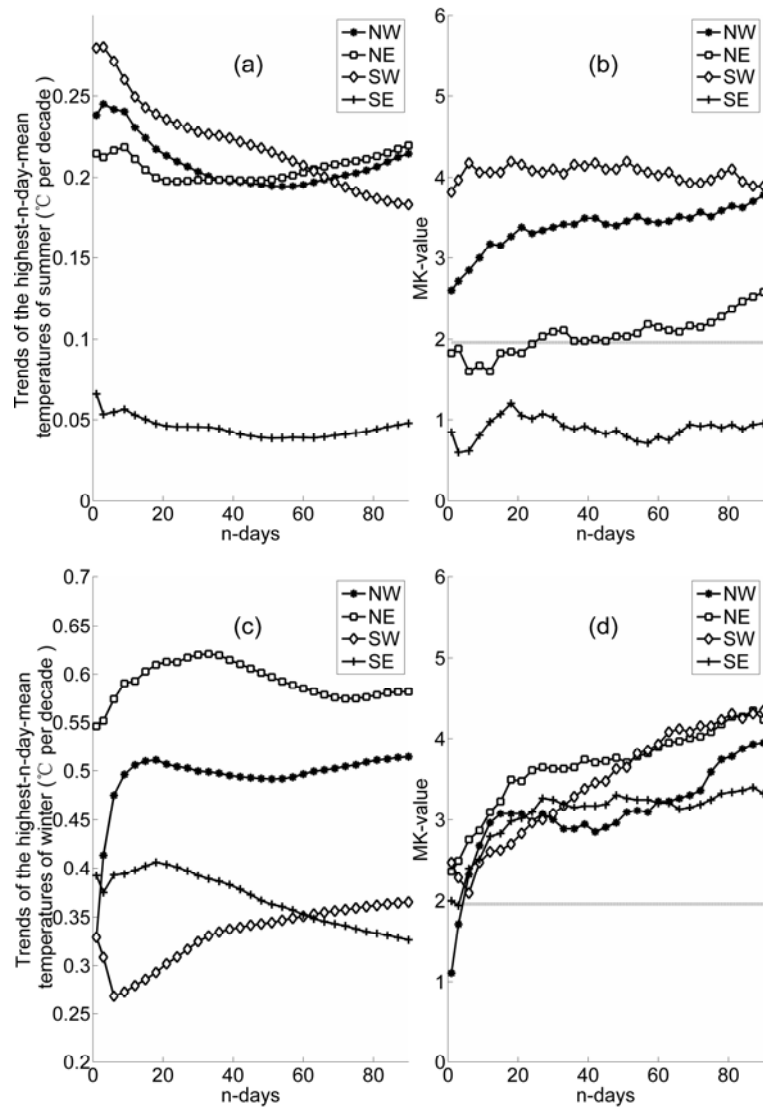 Trends of the highest-n-day-mean
temperatures of summer (℃ per decade )
0.25
0.2
0.15
0.1
0.05
0
(a)
NW
NE
SW
SE
0 20 40 60 80
n-days
MK-value
6
5
4
3
2
1
0
(b)
NW
NE
SW
SE
0 20 40 60 80
n-days
Trends of the highest-n-day-mean
temperatures of winter (℃ per decade )
0.7
0.65
0.6
0.55
0.5
0.45
0.4
0.35
0.3
0.25
0.2
(c)
NW
NE
SW
SE
0 20 40 60 80
n-days
MK-value
6
5
4
3
2
1
0
(d)
NW
NE
SW
SE
0 20 40 60 80
n-days